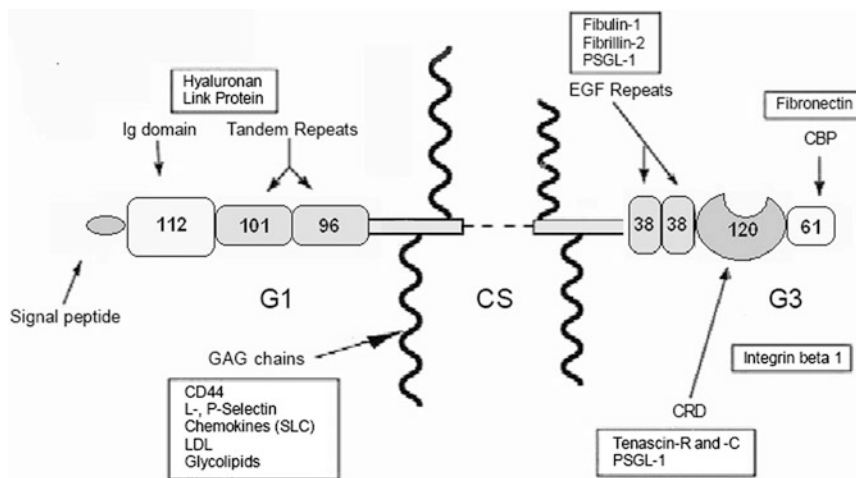 Fibulin-1
Fibrillin-2
PSGL-1
Hyaluronan
Link Protein
EGF Repeats
Fibronectin
Ig domain
Tandem Repeats
CBP
112
101
96
38
38
120
61
G1
CS
G3
Signal peptide
GAG chains
Integrin beta 1
CD44
L-, P-Selectin
Chemokines (SLC)
LDL
Glycolipids
CRD
Tenascin-R and -C
PSGL-1